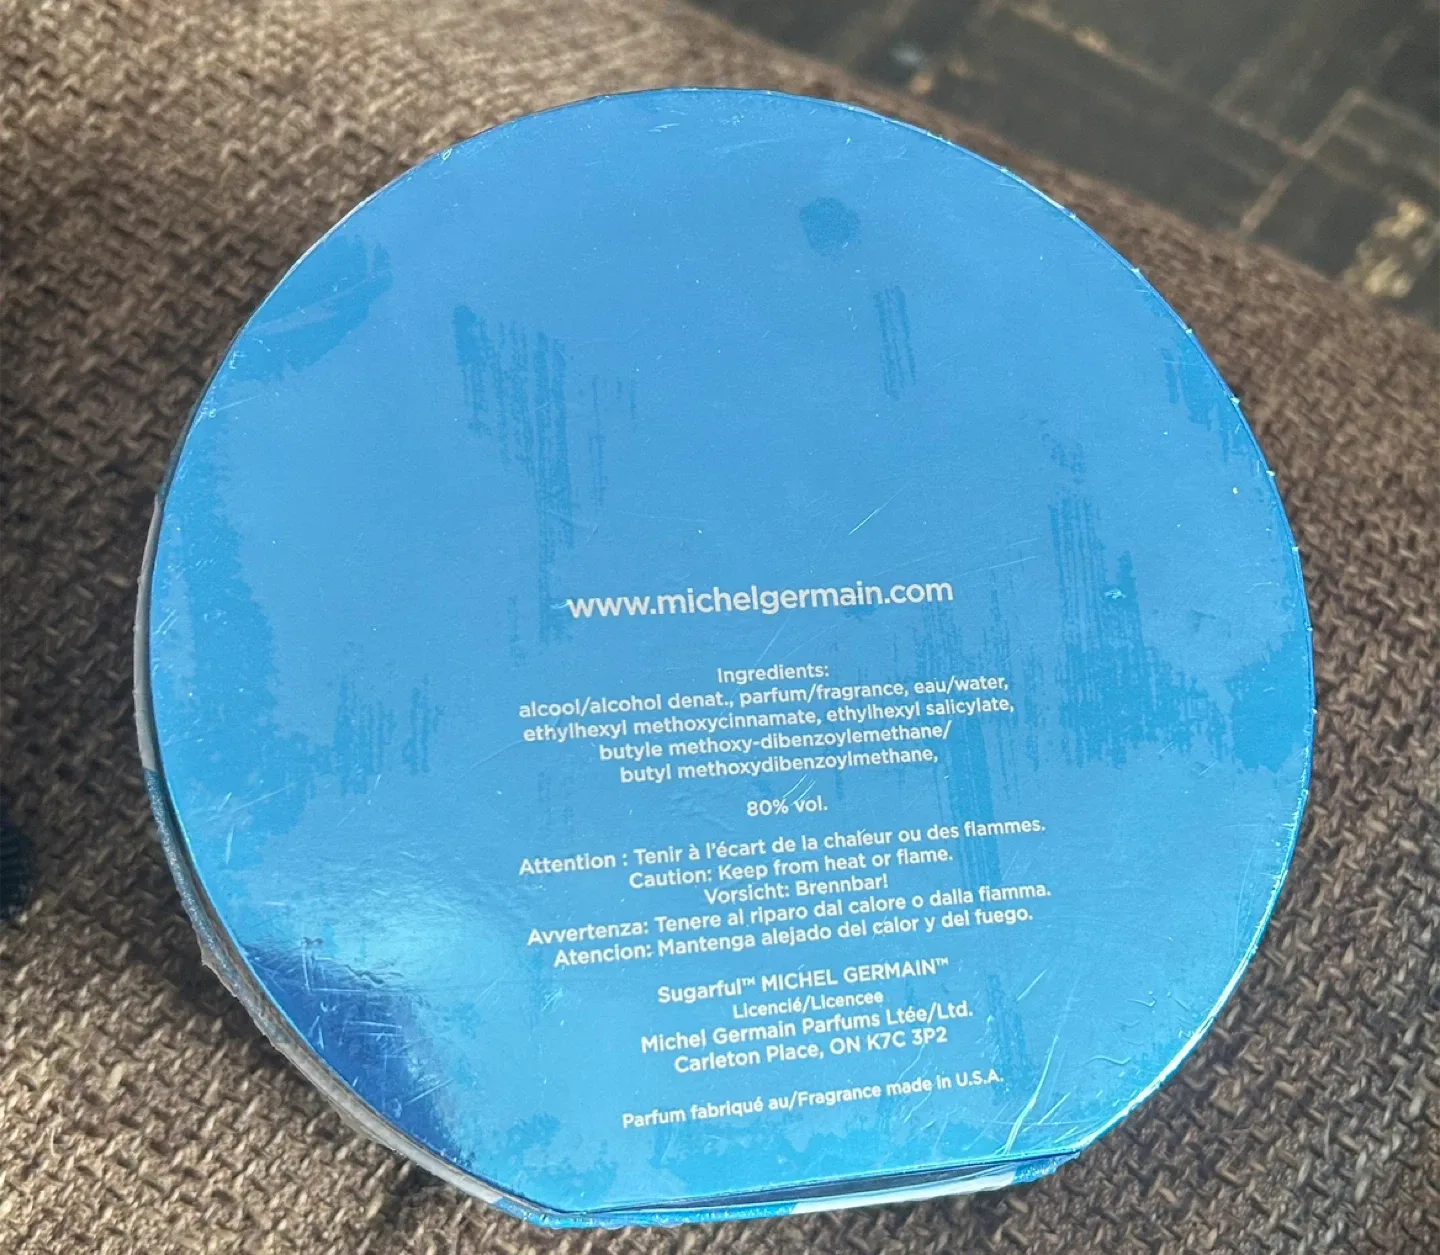 www.michelgermain.com
Ingredients:
alcool/alcohol denat., parfum/fragrance, eau/water,
ethylhexyl methoxycinnamate, ethylhexyl salicylate,
butyle methoxy-dibenzoylemethane/
butyl methoxydibenzoylmethane,
80% vol.
Attention : Tenir à l'écart de la chaleur ou des flammes.
Caution: Keep from heat or flame.
Vorsicht: Brennbar!
Avvertenza: Tenere al riparo dal calore o dalla fiamma.
Atencion: Mantenga alejado del calor y del fuego.
Sugarful™ MICHEL GERMAIN™
Licencié/Licencee
Michel Germain Parfums Ltée/Ltd.
Carleton Place, ON K7C 3P2
Parfum fabriqué au/Fragrance made in U.S.A.